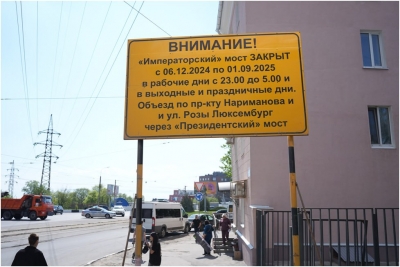 ВНИМАНИЕ!
«Императорский» мост ЗАКРЫТ
с 06.12.2024 по 01.09.2025
в рабочие дни с 23.00 до 5.00 и
в выходные и праздничные дни.
Объезд по пр-кту Нариманова и
и ул. Розы Люксембург
через «Президентский» мост